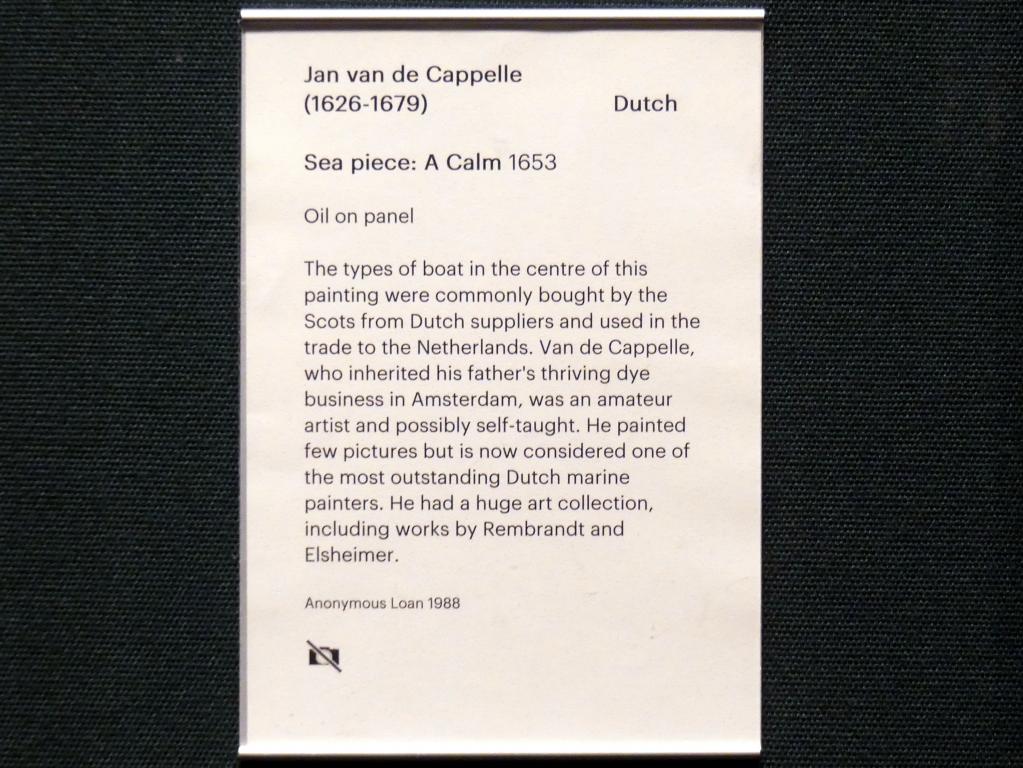 Jan van de Cappelle
(1626-1679) Dutch
Sea piece: A Calm 1653
Oil on panel
The types of boat in the centre of this
painting were commonly bought by the
Scots from Dutch suppliers and used in the
trade to the Netherlands. Van de Cappelle,
who inherited his father's thriving dye
business in Amsterdam, was an amateur
artist and possibly self-taught. He painted
few pictures but is now considered one of
the most outstanding Dutch marine
painters. He had a huge art collection,
including works by Rembrandt and
Elsheimer.
Anonymous Loan 1988